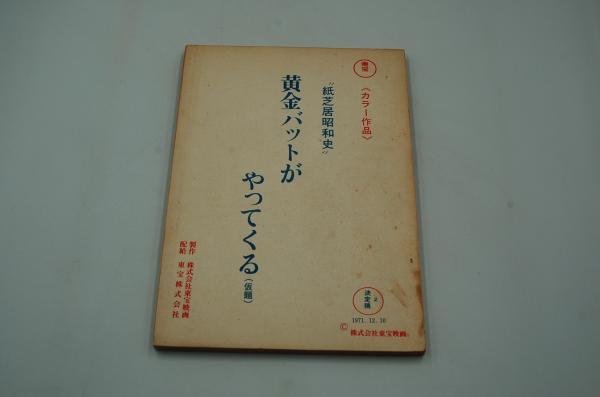 〈カラー作品〉
"紙芝居昭和史"
黄金バットが
やってくる(仮題)
製作 株式会社東宝映画
配給 東宝株式会社
2
決定稿
1971.12.10
© 株式会社東宝映画